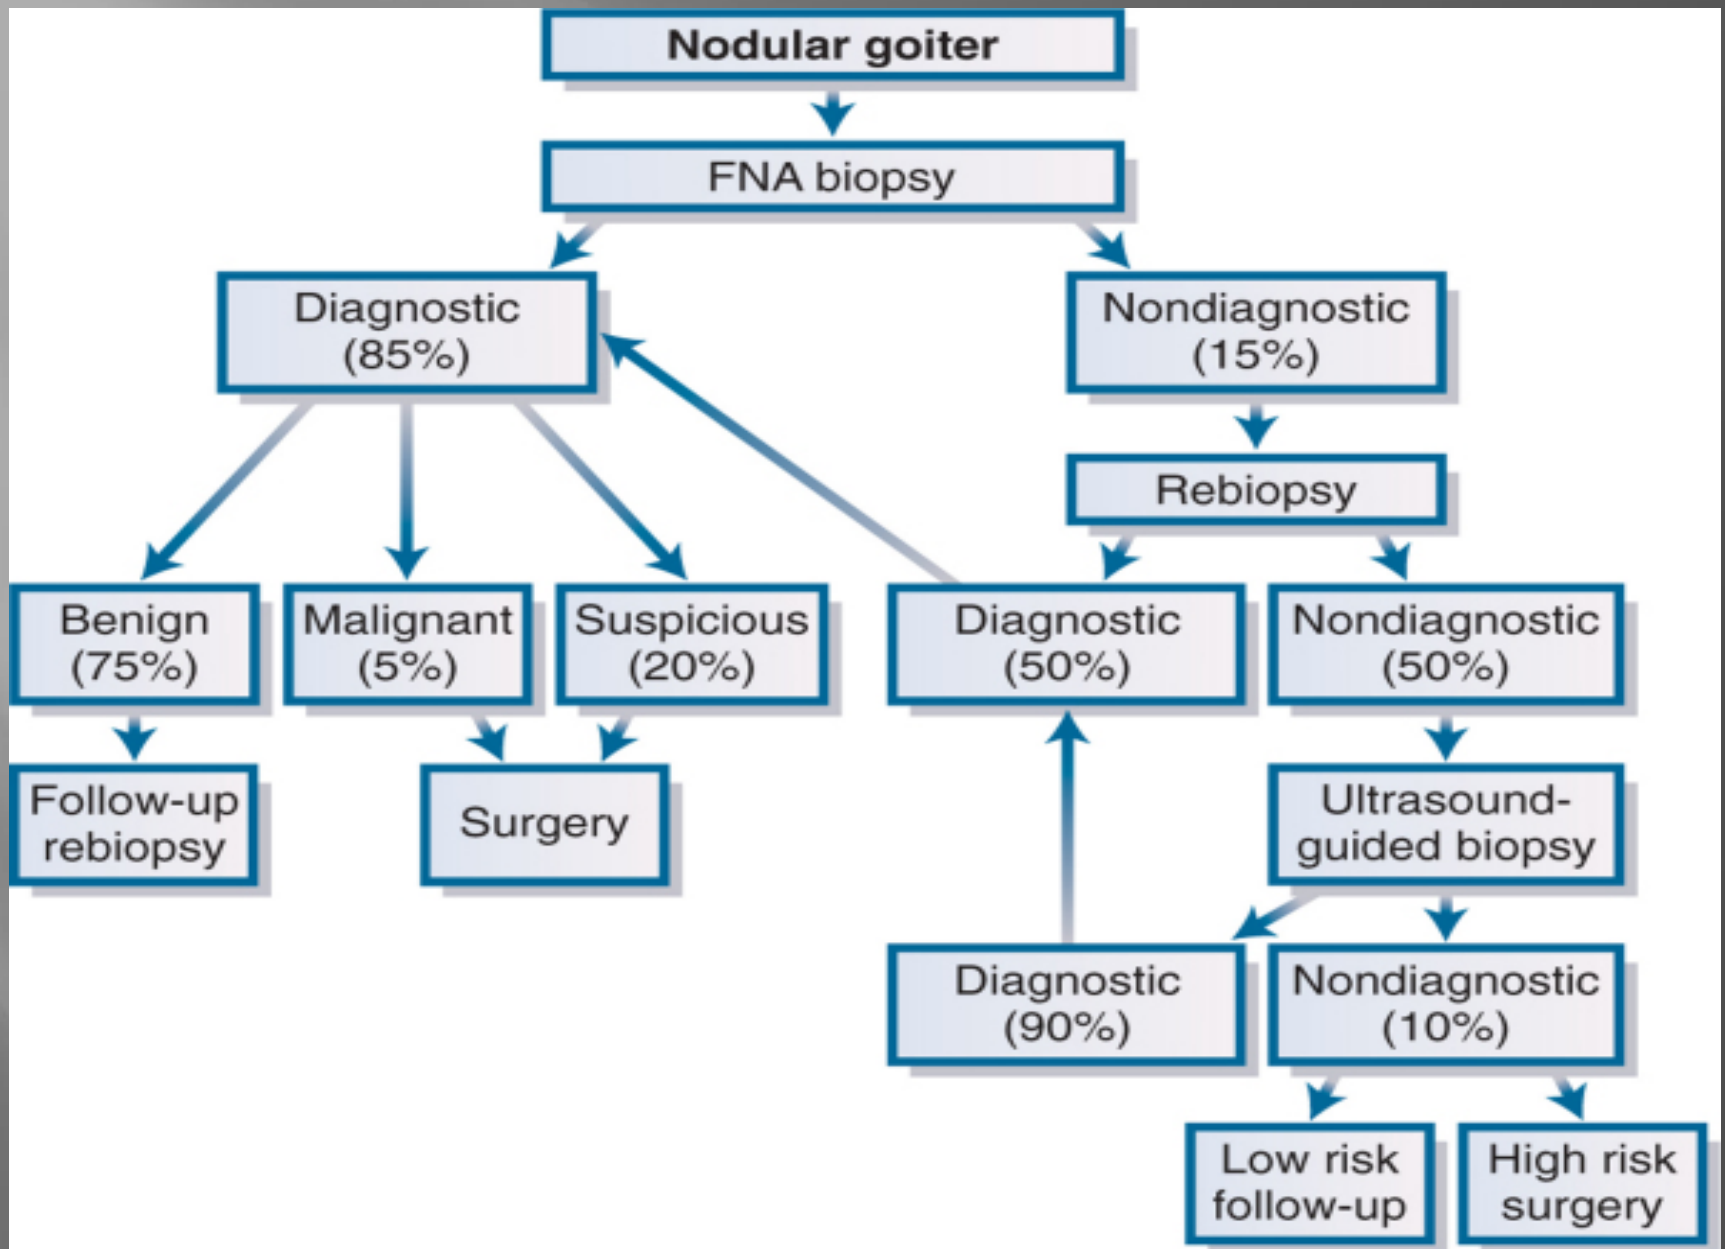 Nodular goiter
FNA biopsy
Diagnostic
(85%)
Nondiagnostic
(15%)
Rebiopsy
Benign
(75%)
Malignant
(5%)
Suspicious
(20%)
Diagnostic
(50%)
Nondiagnostic
(50%)
Follow-up
rebiopsy
Surgery
Ultrasound-
guided biopsy
Diagnostic
(90%)
Nondiagnostic
(10%)
Low risk
follow-up
High risk
surgery